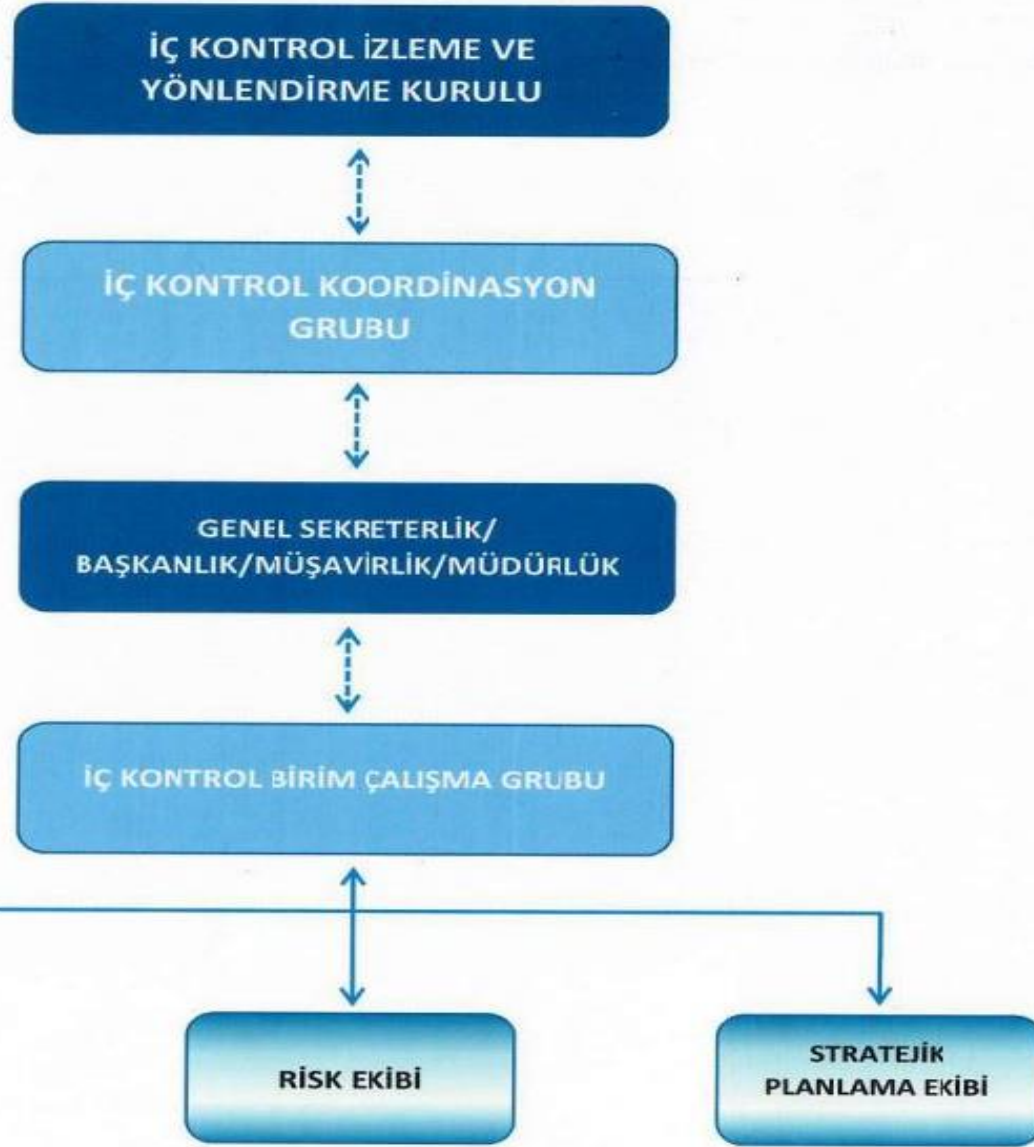 İÇ KONTROL İZLEME VE
YÖNLENDİRME KURULU
İÇ KONTROL KOORDİNASYON
GRUBU
GENEL SEKRETERLİK/
BAŞKANLIK/MÜŞAVİRLİK/MÜDÜRLÜK
İÇ KONTROL BİRİM ÇALIŞMA GRUBU
RİSK EKİBİ
STRATEJİK
PLANLAMA EKİBİ